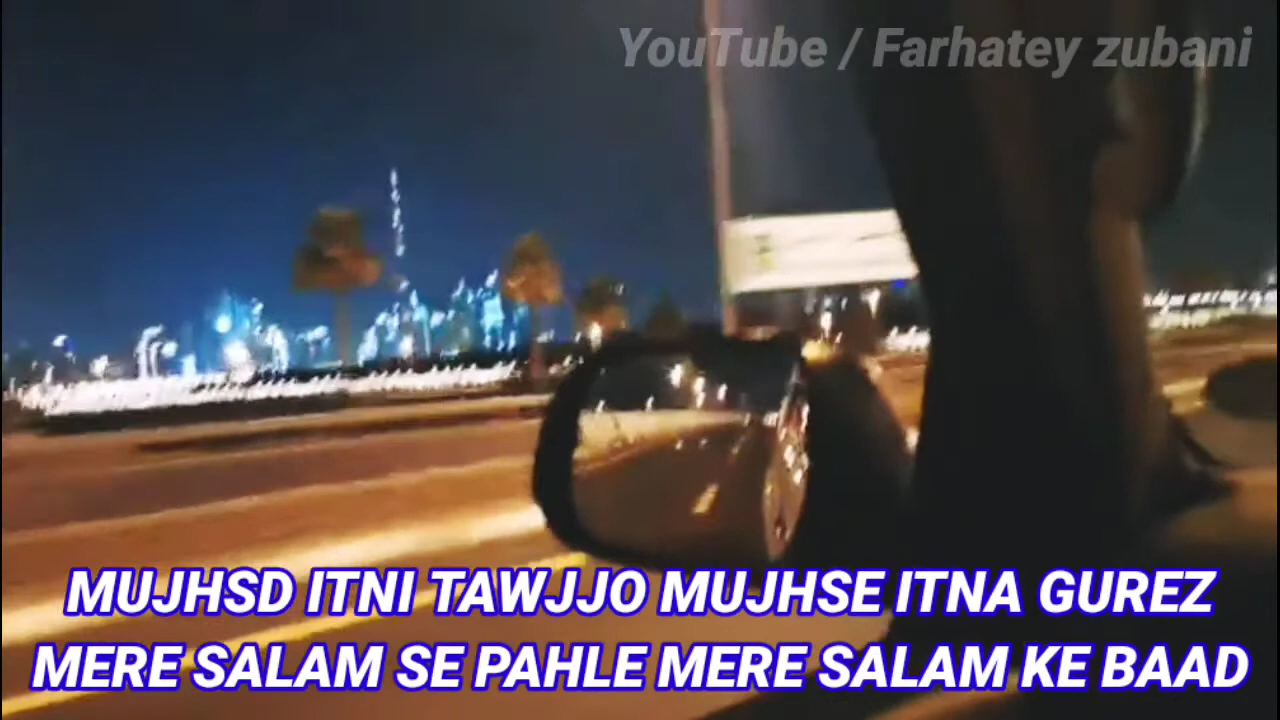 YouTube / Farhatey zubani
MUJHSD ITNI TAWJJO MUJHSE ITNA GUREZ
MERE SALAM SE PAHLE MERE SALAM KE BAAD